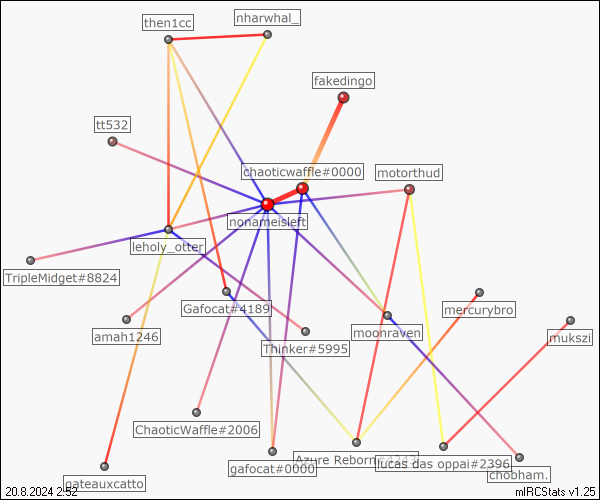 nharwhal_
then1cc
fakedingo
tt532
chaoticwaffle#0000
motorthud
nonameisleft
leholy_otter
TripleMidget#8824
Gafocat#4189
mercurybro
amah1246
Thinker#5995
moonraven
mukszi
ChaoticWaffle#2006
gafocat#0000
Azure Reborn
lucas das oppai#2396
chobham.
gateauxcatto
20.8.2024 2:52
mIRCStats v1.25